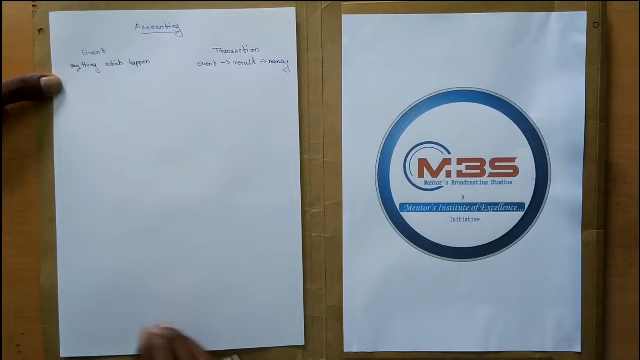 Accounting
Event Transaction
anything which happen event → result → money
MBS
Mentor's Broadcasting Studios
A
Mentor's Institute of Excellence...
Initiative.